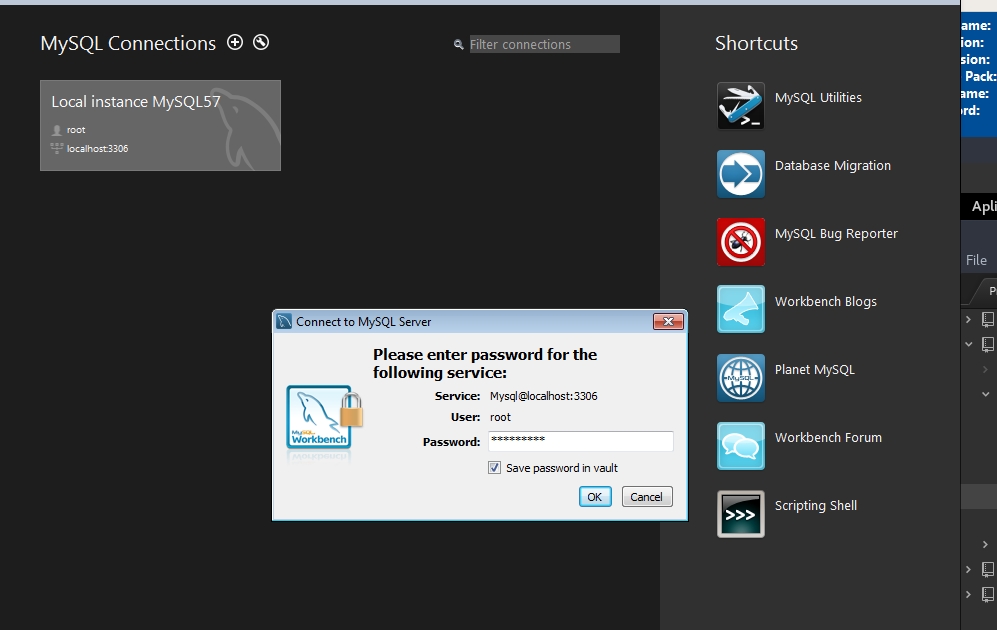 MySQL Connections
Filter connections
Local instance MySQL57
root
localhost:3306
Shortcuts
MySQL Utilities
Database Migration
MySQL Bug Reporter
Workbench Blogs
MySQL
Planet MySQL
Workbench Forum
>>>
Scripting Shell
Connect to MySQL Server
Please enter password for the
following service:
Service: Mysql@localhost:3306
User: root
Password: *********
Save password in vault
OK Cancel
MySQL
Workbench
ame:
ion:
sion:
Pack:
ame:
rd:
Apli
File
P